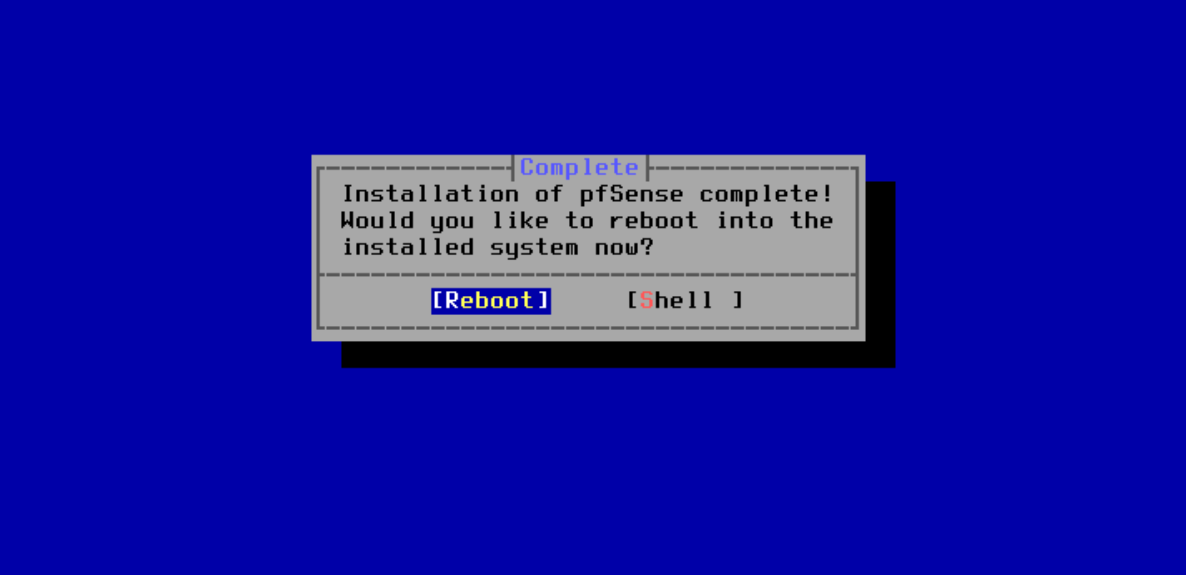 Complete
Installation of pfSense complete!
Would you like to reboot into the
installed system now?
[Reboot] [Shell ]